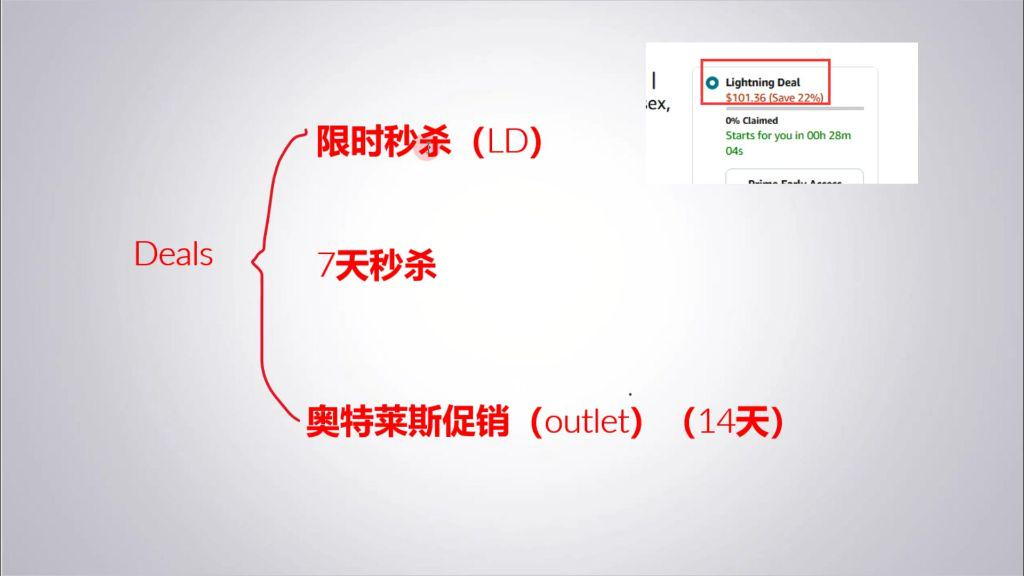 Lightning Deal
$101.36 (Save 22%)
sex,
0% Claimed
Starts for you in 00h 28m
04s
Prime Early Access
限时秒杀（LD）
Deals
7天秒杀
奥特莱斯促销（outlet）（14天）